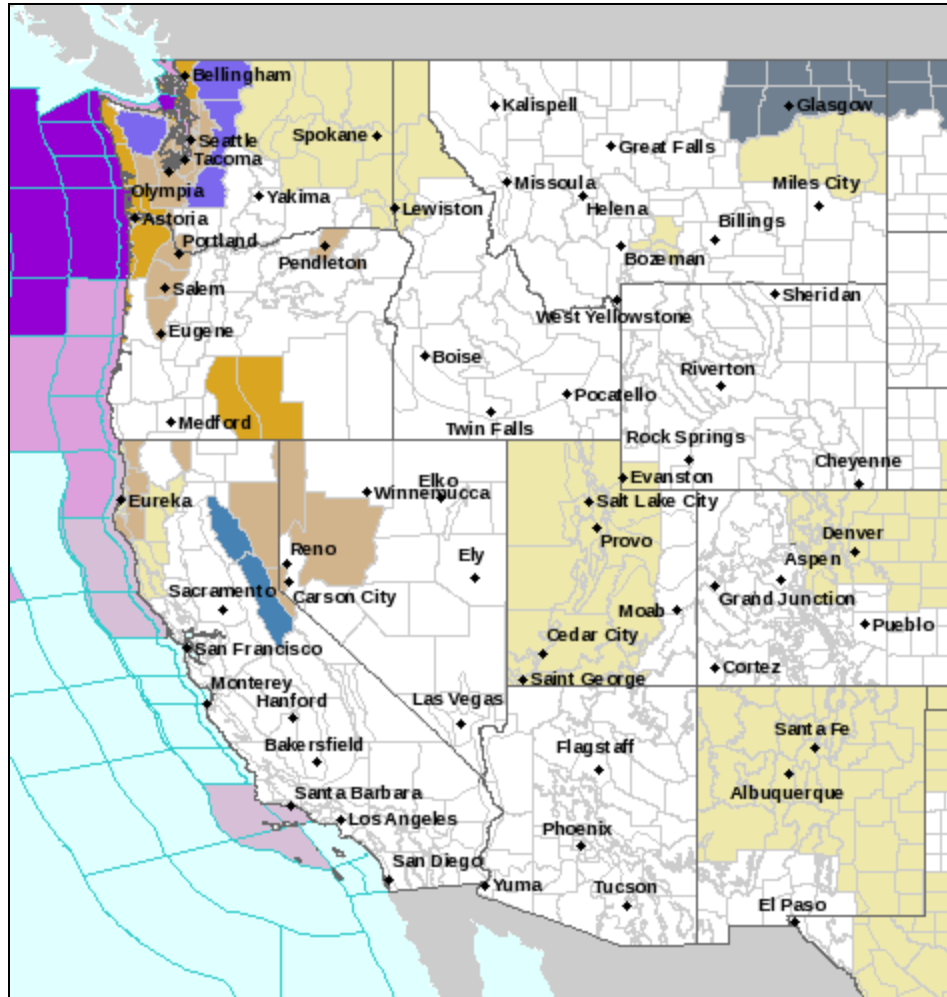 Bellingham
Kalispell
Glasgow
Seattle
Spokane
Great Falls
Tacoma
Missoula
Miles City
Olympia
Yakima
Lewiston
Helena
Astoria
Billings
Portland
Pendleton
Bozeman
Salem
Sheridan
West Yellowstone
Eugene
Boise
Riverton
Pocatello
Medford
Twin Falls
Rock Springs
Cheyenne
Elko
Evanston
Eureka
Winnemucca
Salt Lake City
Denver
Provo
Reno
Ely
Aspen
Sacramento
Carson City
Grand Junction
Moab
Pueblo
Cedar City
San Francisco
Cortez
Saint George
Monterey
Hanford
Las Vegas
Santa Fe
Bakersfield
Flagstaff
Albuquerque
Santa Barbara
Los Angeles
Phoenix
San Diego
Yuma
Tucson
El Paso